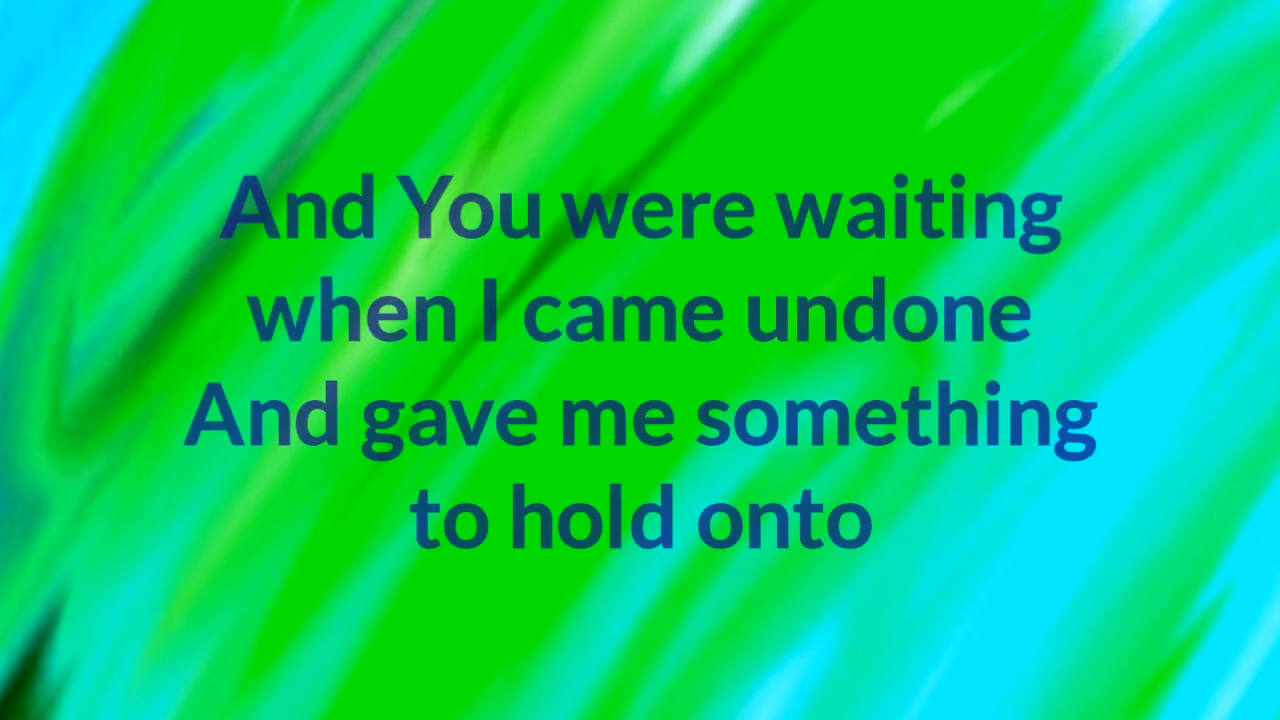 And You were waiting
when I came undone
And gave me something
to hold onto